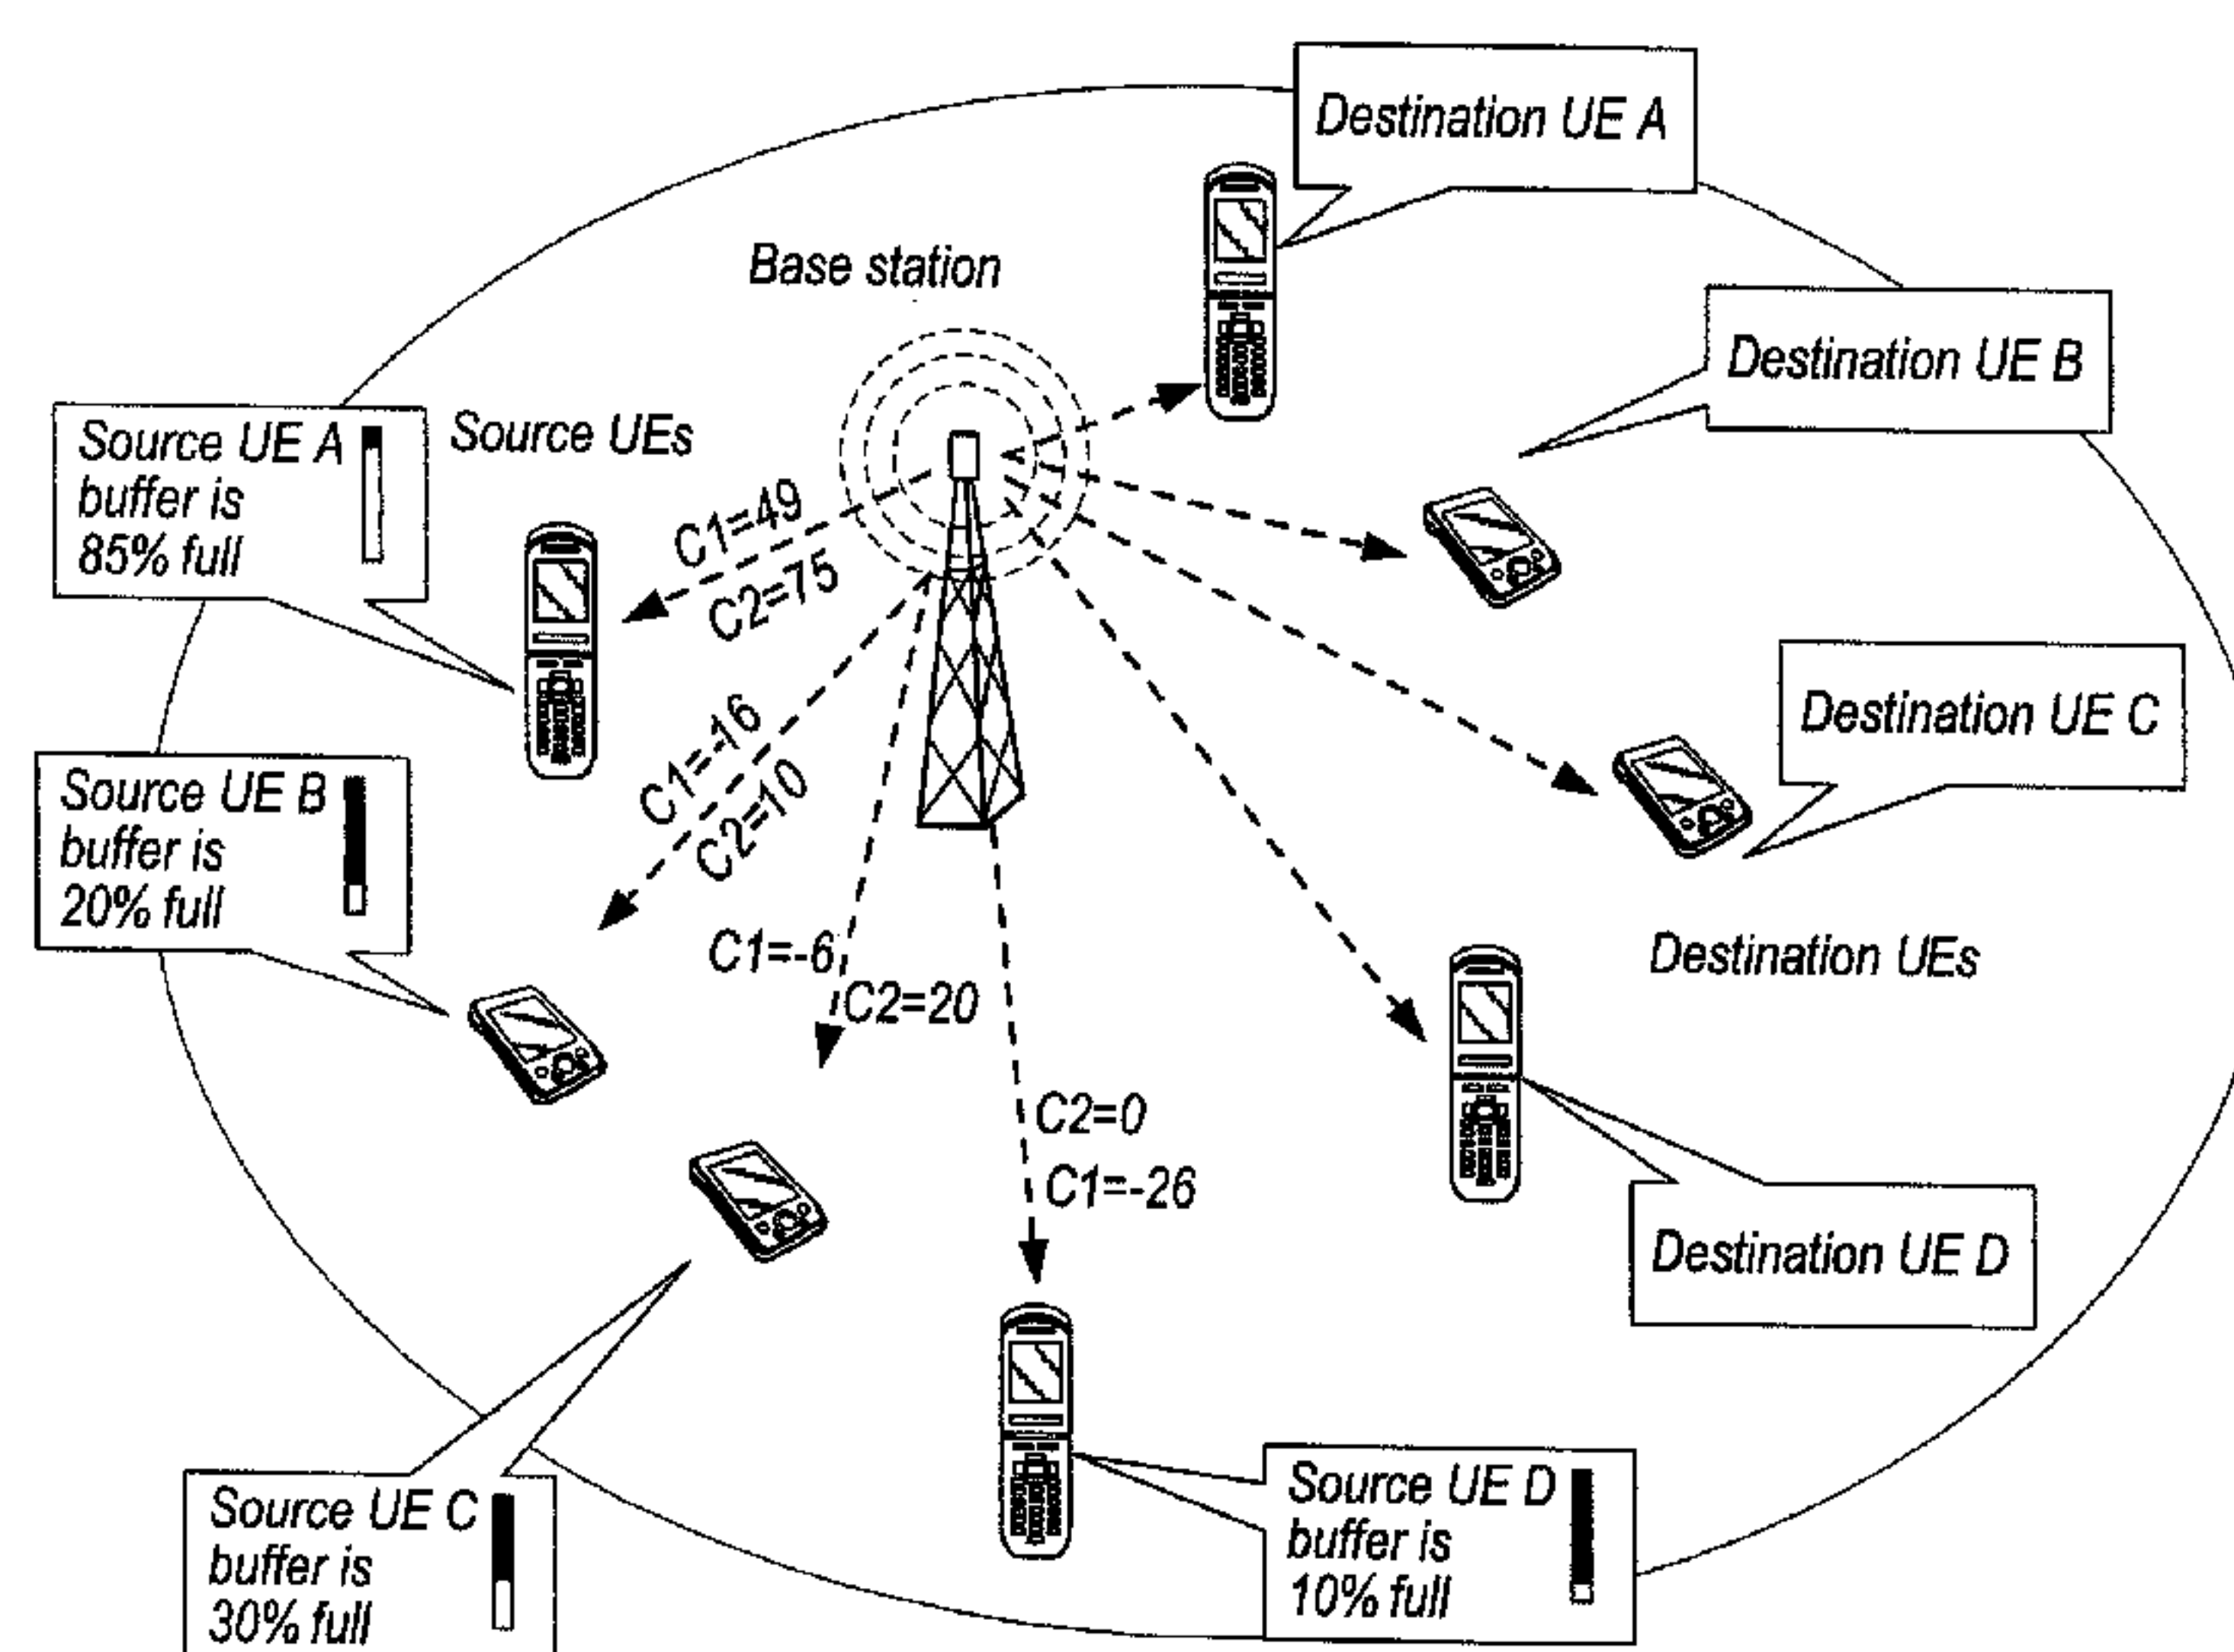 Destination UE A
Base station
Destination UE B
Source UE A
buffer is
85% full
Source UEs
C1=49
C2=75
Destination UE C
C1=-16
C2=10
Source UE B
buffer is
20% full
C1=-6
C2=20
Destination UEs
C2=0
C1=-26
Destination UE D
Source UE C
buffer is
30% full
Source UE D
buffer is
10% full